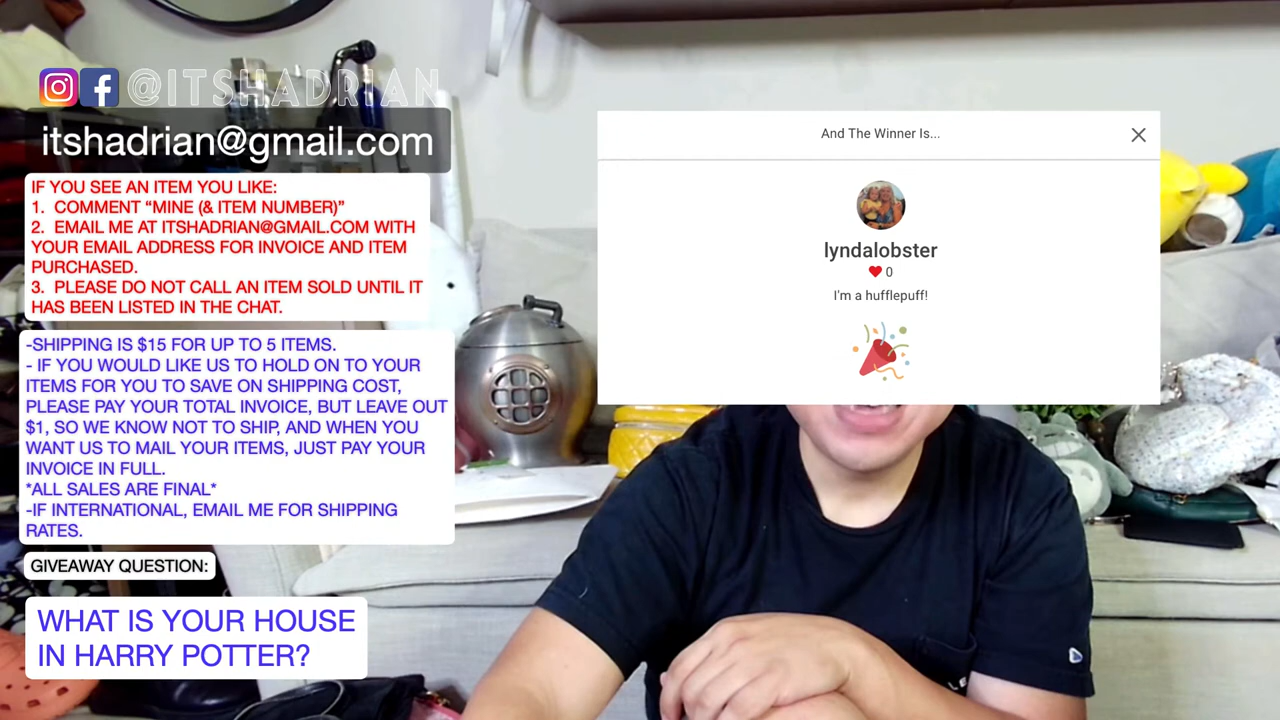 @ITSHADRIAN
itshadrian@gmail.com
IF YOU SEE AN ITEM YOU LIKE:
1. COMMENT “MINE (& ITEM NUMBER)”
2. EMAIL ME AT ITSHADRIAN@GMAIL.COM WITH
YOUR EMAIL ADDRESS FOR INVOICE AND ITEM
PURCHASED.
3. PLEASE DO NOT CALL AN ITEM SOLD UNTIL IT
HAS BEEN LISTED IN THE CHAT.
-SHIPPING IS $15 FOR UP TO 5 ITEMS.
- IF YOU WOULD LIKE US TO HOLD ON TO YOUR
ITEMS FOR YOU TO SAVE ON SHIPPING COST,
PLEASE PAY YOUR TOTAL INVOICE, BUT LEAVE OUT
$1, SO WE KNOW NOT TO SHIP, AND WHEN YOU
WANT US TO MAIL YOUR ITEMS, JUST PAY YOUR
INVOICE IN FULL.
*ALL SALES ARE FINAL*
-IF INTERNATIONAL, EMAIL ME FOR SHIPPING
RATES.
GIVEAWAY QUESTION:
WHAT IS YOUR HOUSE
IN HARRY POTTER?
And The Winner Is...
lyndalobster
0
I'm a hufflepuff!